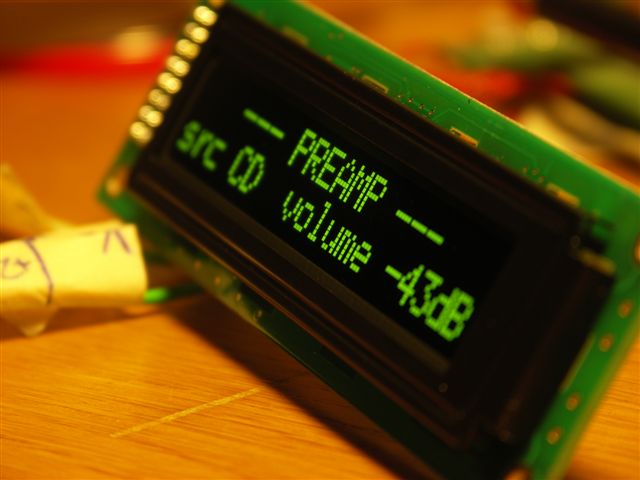 -- PREAMP --
src CD volume -43dB